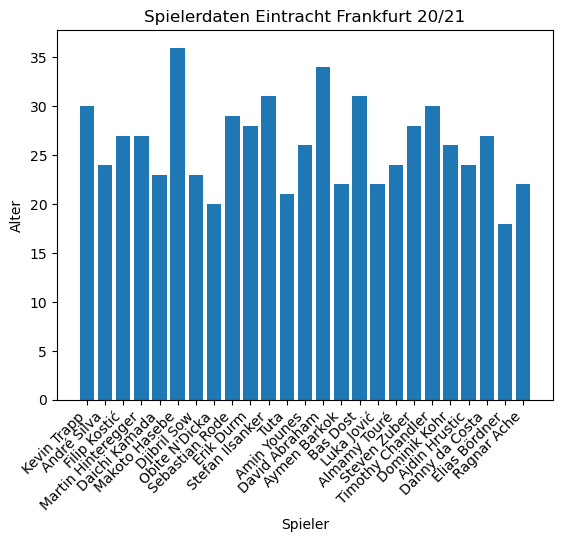 Spielerdaten Eintracht Frankfurt 20/21
Alter
35
30
25
20
15
10
5
0
Kevin Trapp
André Silva
Filip Kostić
Martin Hinteregger
Daichi Kamada
Makoto Hasebe
Djibril Sow
Obite N'Dicka
Sebastian Rode
Erik Durm
Stefan Ilsanker
Tuta
Amin Younes
David Abraham
Aymen Barkok
Bas Dost
Luka Jović
Almamy Touré
Steven Zuber
Timothy Chandler
Dominik Kohr
Ajdin Hrustic
Danny da Costa
Elias Bördner
Ragnar Ache
Spieler